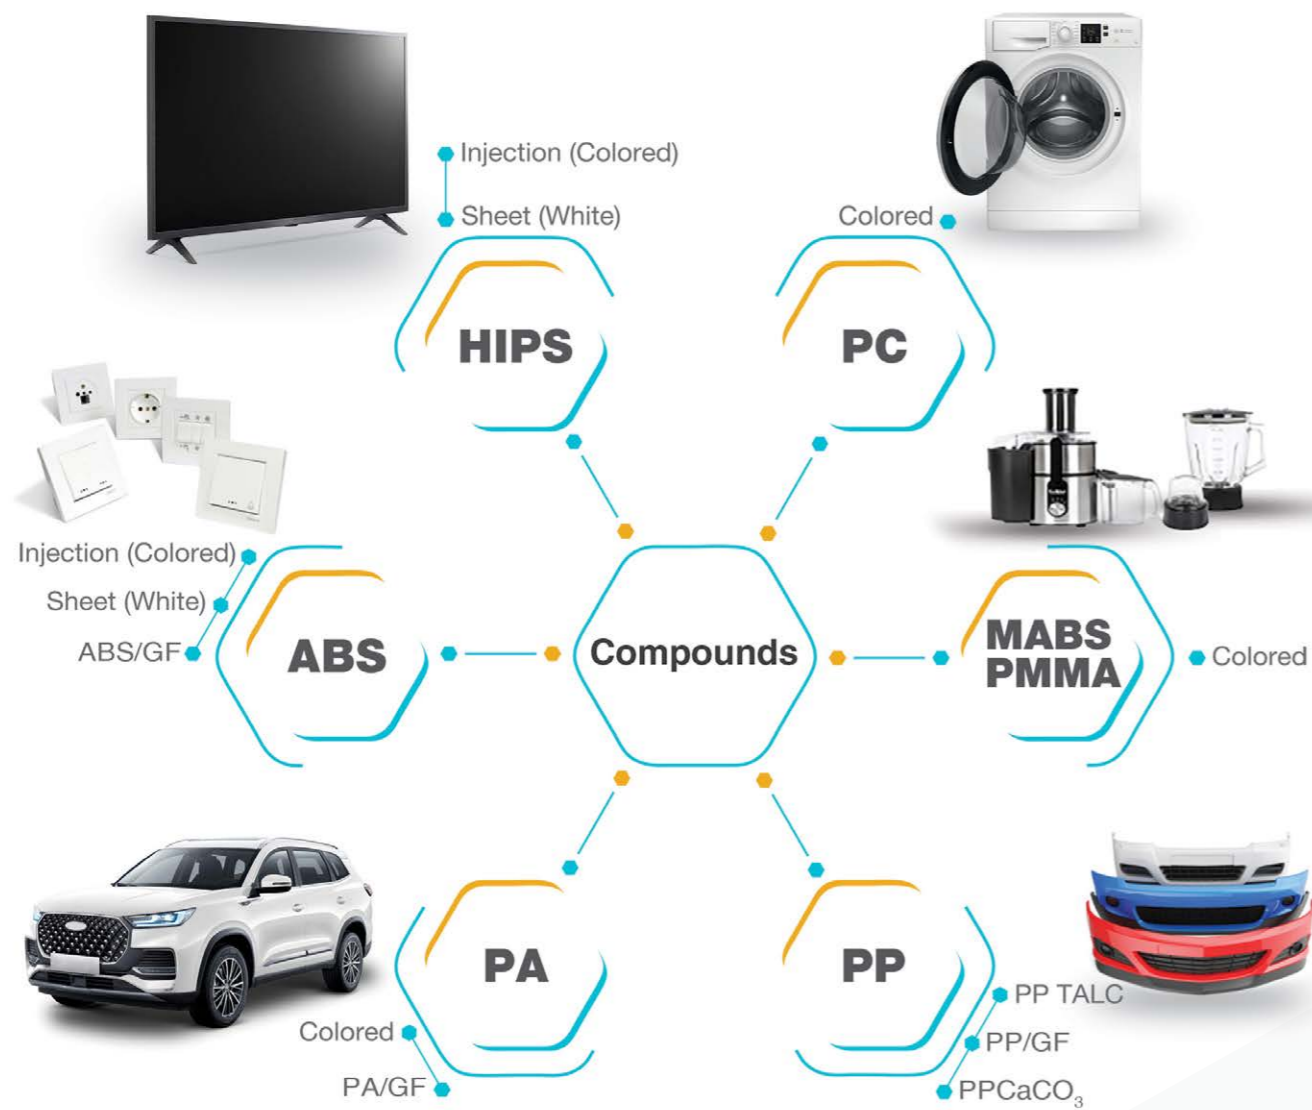 Injection (Colored)
Sheet (White)
HIPS
Colored
PC
Injection (Colored)
Sheet (White)
ABS/GF
ABS
Compounds
MABS
PMMA
Colored
PA
Colored
PA/GF
PP
PP TALC
PP/GF
PPCaCO₃